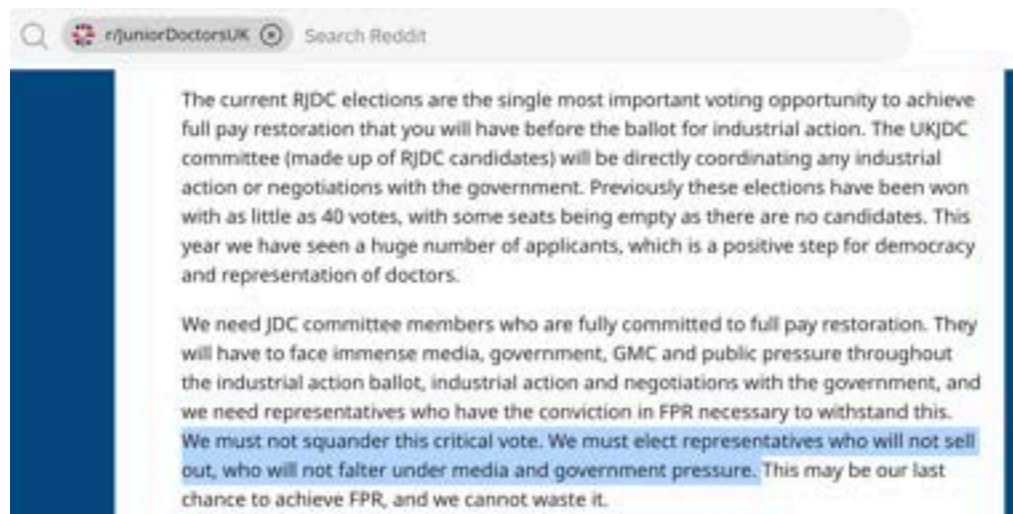 r/JuniorDoctorsUK Search Reddit
The current RJDC elections are the single most important voting opportunity to achieve
full pay restoration that you will have before the ballot for industrial action. The UKJDC
committee (made up of RJDC candidates) will be directly coordinating any industrial
action or negotiations with the government. Previously these elections have been won
with as little as 40 votes, with some seats being empty as there are no candidates. This
year we have seen a huge number of applicants, which is a positive step for democracy
and representation of doctors.
We need JDC committee members who are fully committed to full pay restoration. They
will have to face immense media, government, GMC and public pressure throughout
the industrial action ballot, industrial action and negotiations with the government, and
we need representatives who have the conviction in FPR necessary to withstand this.
We must not squander this critical vote. We must elect representatives who will not sell
out, who will not falter under media and government pressure. This may be our last
chance to achieve FPR, and we cannot waste it.